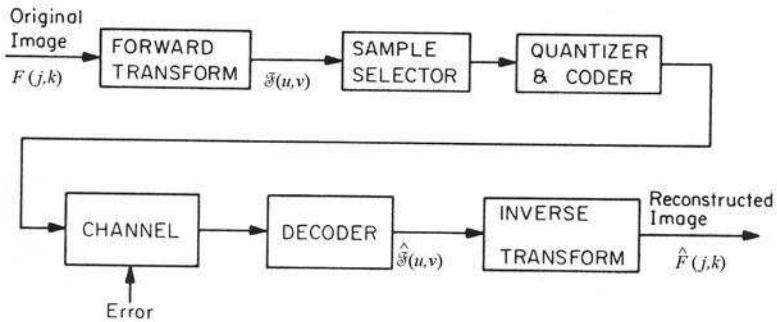 Original
Image
F(j,k)
FORWARD
TRANSFORM
ℱ(u,v)
SAMPLE
SELECTOR
QUANTIZER
& CODER
CHANNEL
Error
DECODER
ℱ̂(u,v)
INVERSE
TRANSFORM
Reconstructed
Image
F̂(j,k)